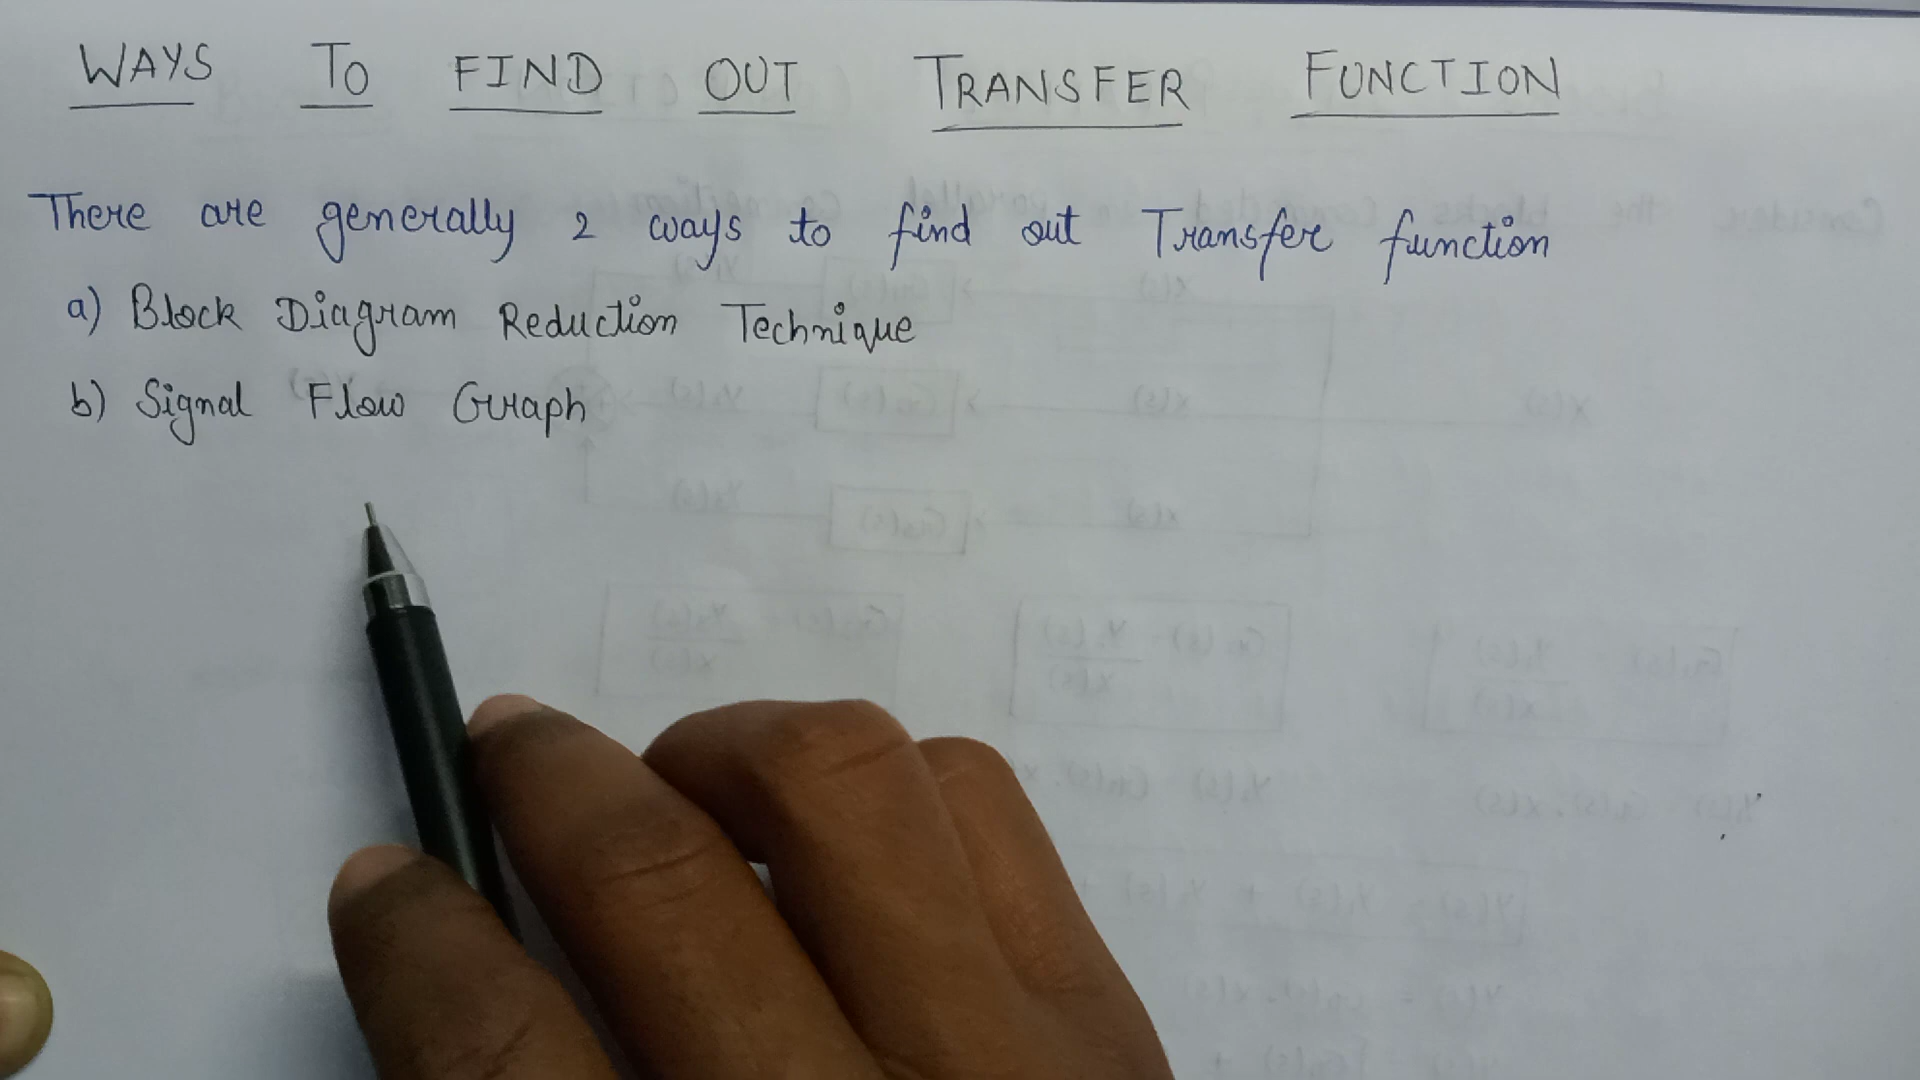 WAYS TO FIND OUT TRANSFER FUNCTION
There are generally 2 ways to find out Transfer function
a) Block Diagram Reduction Technique
b) Signal Flow Graph